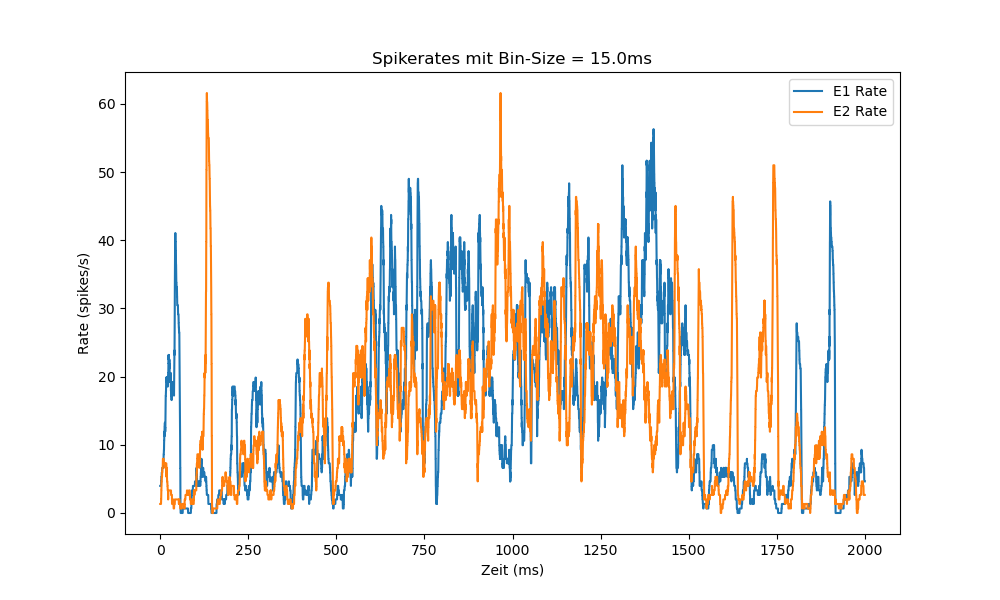 Spikerates mit Bin-Size = 15.0ms
E1 Rate
E2 Rate
Rate (spikes/s)
60
50
40
30
20
10
0
0 250 500 750 1000 1250 1500 1750 2000
Zeit (ms)